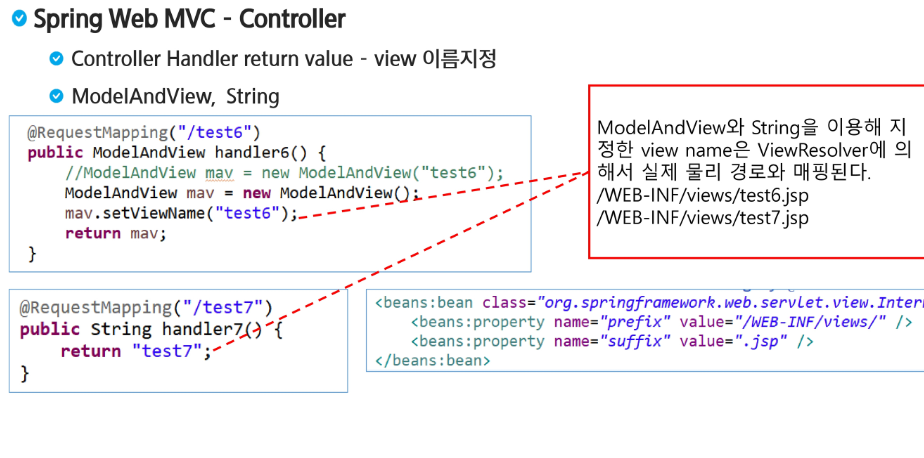 Spring Web MVC - Controller
Controller Handler return value - view 이름지정
ModelAndView, String
@RequestMapping("/test6")
public ModelAndView handler6() {
//ModelAndView mav = new ModelAndView("test6");
ModelAndView mav = new ModelAndView();
mav.setViewName("test6");
return mav;
}
ModelAndView와 String을 이용해 지
정한 view name은 ViewResolver에 의
해서 실제 물리 경로와 매핑된다.
/WEB-INF/views/test6.jsp
/WEB-INF/views/test7.jsp
@RequestMapping("/test7")
public String handler7() {
return "test7";
}
<beans:bean class="org.springframework.web.servlet.view.Inter
<beans:property name="prefix" value="/WEB-INF/views/" />
<beans:property name="suffix" value=".jsp" />
</beans:bean>